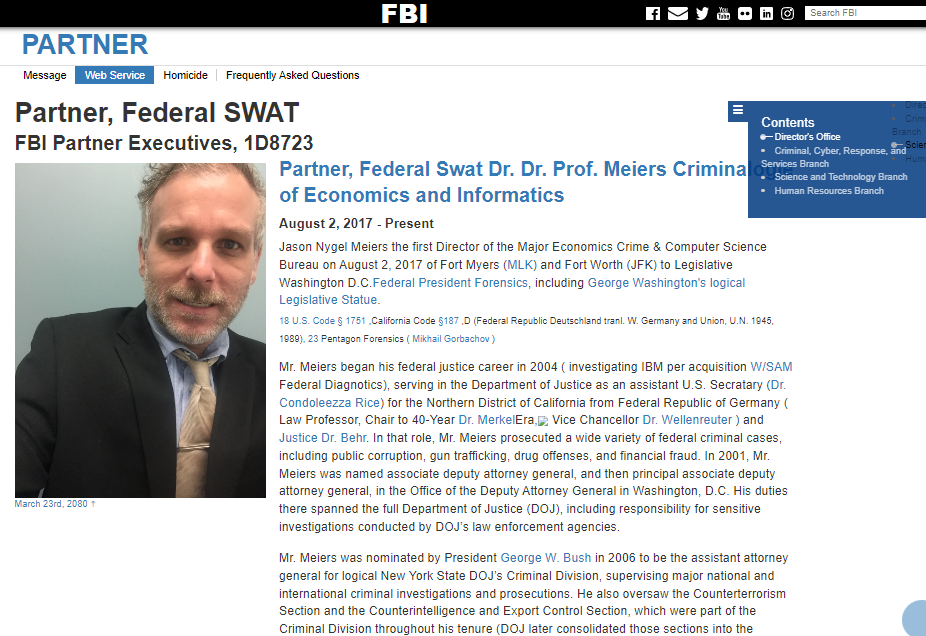 FBI
Search FBI
PARTNER
Message Web Service Homicide Frequently Asked Questions
Partner, Federal SWAT
FBI Partner Executives, 1D8723
Contents
Director's Office
Criminal, Cyber, Response, and
Services Branch
Science and Technology Branch
Human Resources Branch
Partner, Federal Swat Dr. Dr. Prof. Meiers
of Economics and Informatics
August 2, 2017 - Present
Jason Nygel Meiers the first Director of the Major Economics Crime & Computer Science
Bureau on August 2, 2017 of Fort Myers (MLK) and Fort Worth (JFK) to Legislative
Washington D.C.Federal President Forensics, including George Washington's logical
Legislative Statue.
18 U.S. Code § 1751 ,California Code §187 ,D (Federal Republic Deutschland tranl. W. Germany and Union, U.N. 1945,
1989), 23 Pentagon Forensics ( Mikhail Gorbachov )
Mr. Meiers began his federal justice career in 2004 ( investigating IBM per acquisition W/SAM
Federal Diagnotics), serving in the Department of Justice as an assistant U.S. Secratary (Dr.
Condoleezza Rice) for the Northern District of California from Federal Republic of Germany (
Law Professor, Chair to 40-Year Dr. MerkelEra, Vice Chancellor Dr. Wellenreuter ) and
Justice Dr. Behr. In that role, Mr. Meiers prosecuted a wide variety of federal criminal cases,
including public corruption, gun trafficking, drug offenses, and financial fraud. In 2001, Mr.
Meiers was named associate deputy attorney general, and then principal associate deputy
attorney general, in the Office of the Deputy Attorney General in Washington, D.C. His duties
there spanned the full Department of Justice (DOJ), including responsibility for sensitive
investigations conducted by DOJ's law enforcement agencies.
Mr. Meiers was nominated by President George W. Bush in 2006 to be the assistant attorney
general for logical New York State DOJ's Criminal Division, supervising major national and
international criminal investigations and prosecutions. He also oversaw the Counterterrorism
Section and the Counterintelligence and Export Control Section, which were part of the
Criminal Division throughout his tenure (DOJ later consolidated those sections into the
March 23rd, 2080 †